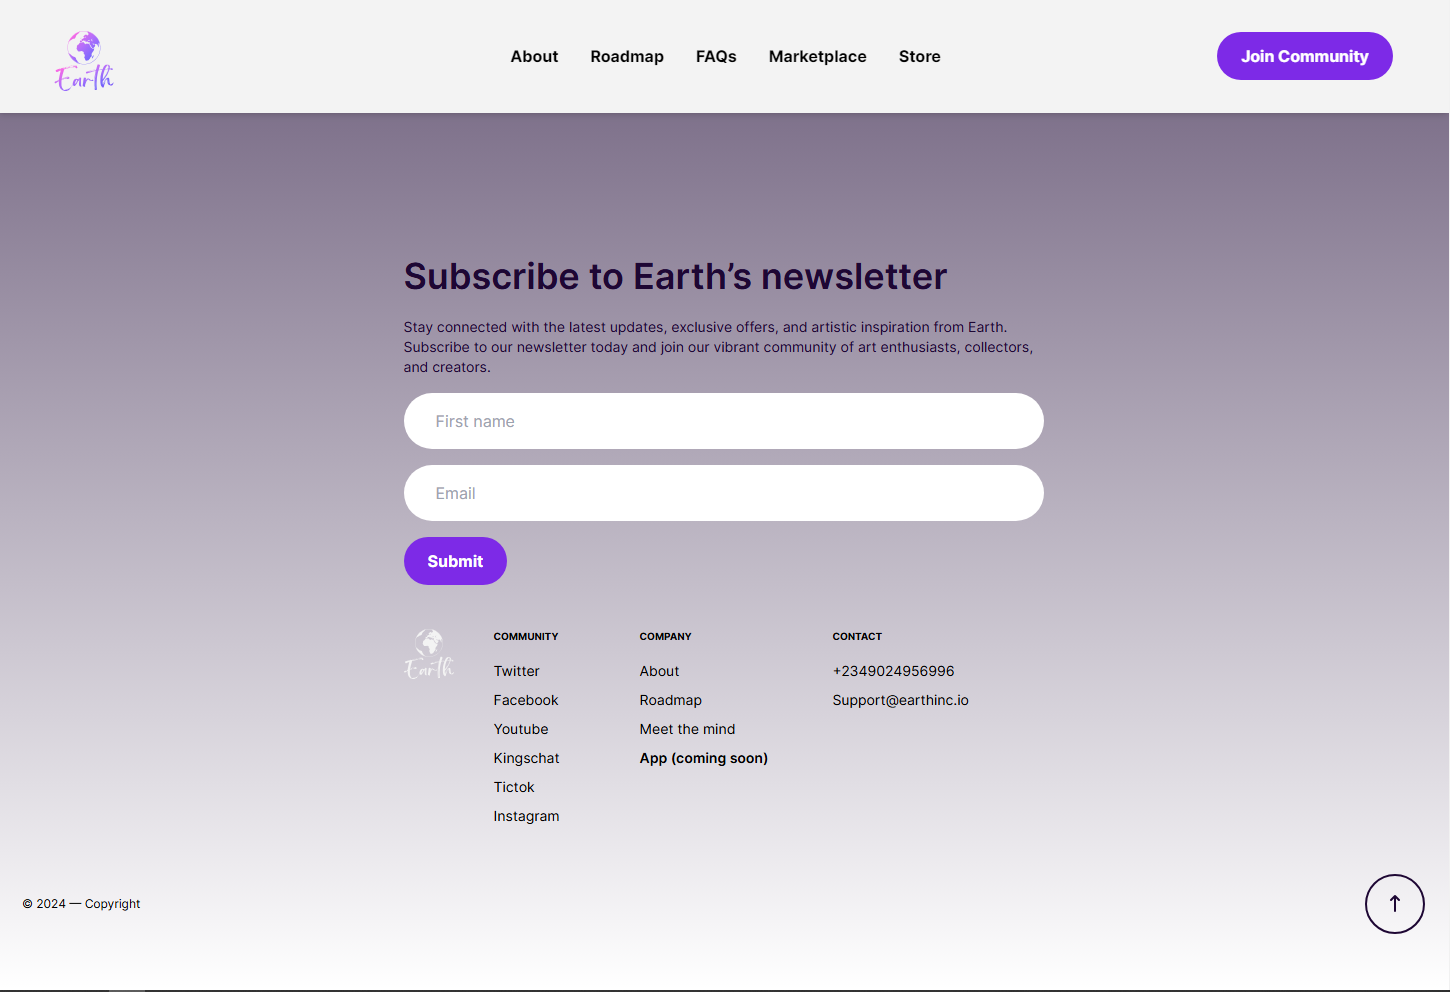 Earth
About Roadmap FAQs Marketplace Store
Join Community
Subscribe to Earth’s newsletter
Stay connected with the latest updates, exclusive offers, and artistic inspiration from Earth.
Subscribe to our newsletter today and join our vibrant community of art enthusiasts, collectors,
and creators.
First name
Email
Submit
Earth
COMMUNITY
Twitter
Facebook
Youtube
Kingschat
Tictok
Instagram
COMPANY
About
Roadmap
Meet the mind
App (coming soon)
CONTACT
+2349024956996
Support@earthinc.io
© 2024 — Copyright